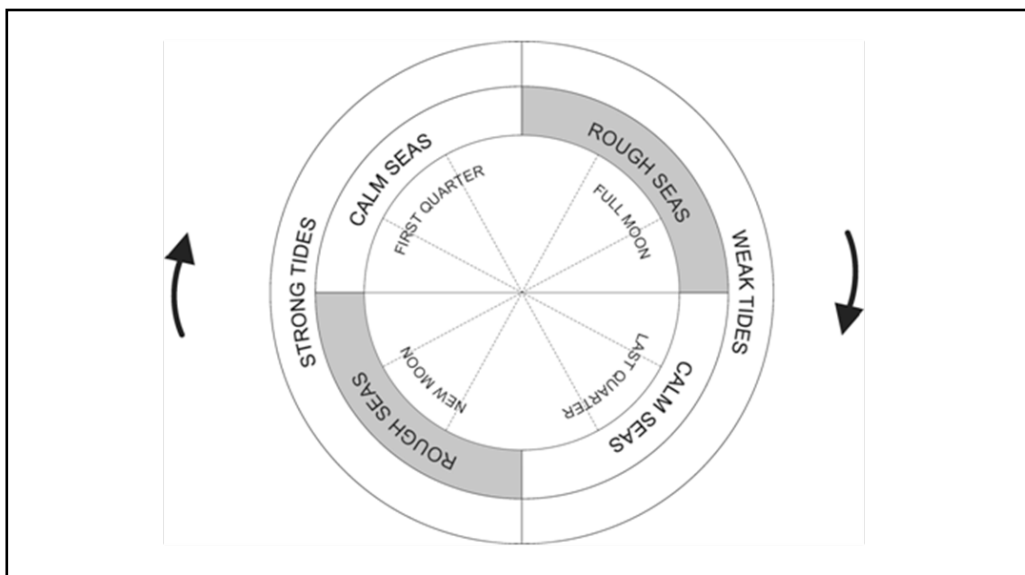 CALM SEAS
ROUGH SEAS
FIRST QUARTER
FULL MOON
STRONG TIDES
WEAK TIDES
NEW MOON
LAST QUARTER
ROUGH SEAS
CALM SEAS